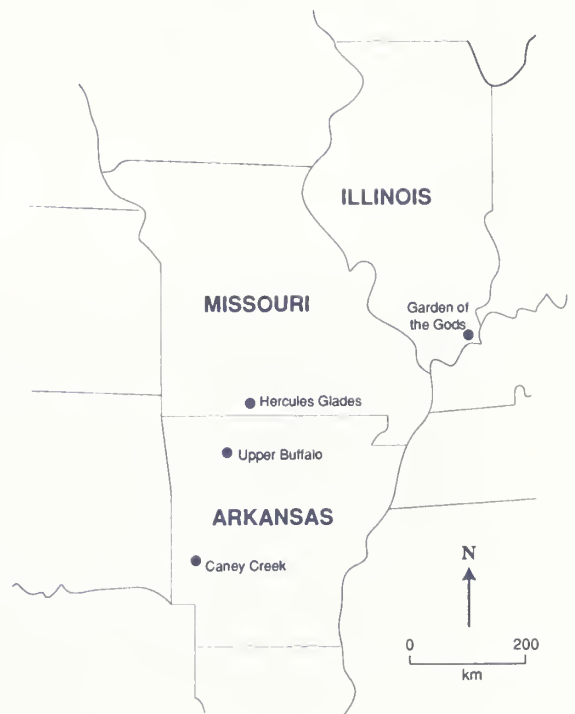 ILLINOIS
MISSOURI
Garden of
the Gods
Hercules Glades
Upper Buffalo
ARKANSAS
Caney Creek
N
0 200
km